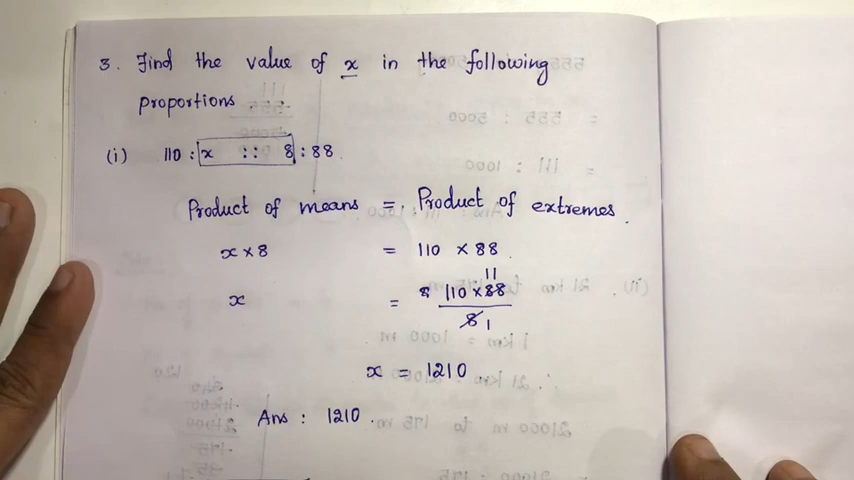 3. Find the value of x in the following
proportions.
(i) 110 : x :: 8 : 88.
Product of means = Product of extremes.
x × 8 = 110 × 88
11
x = 8 110 × 88
8 1
x = 1210.
Ans : 1210.